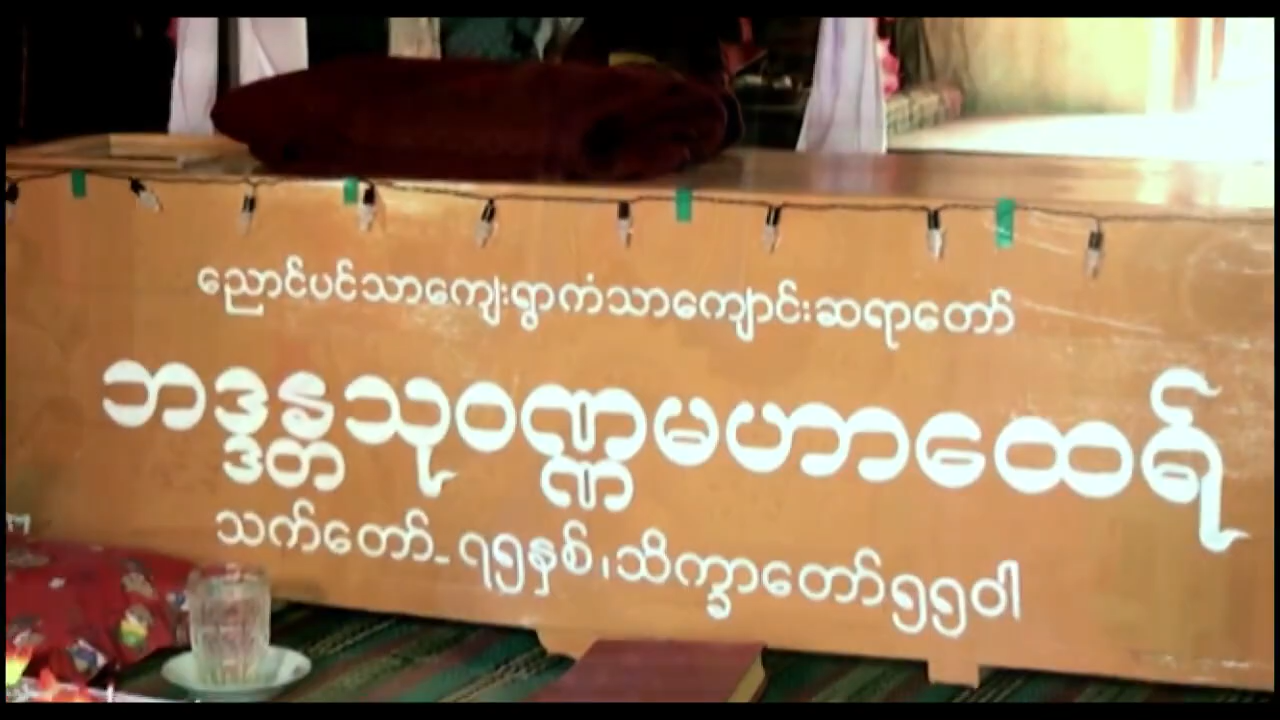 ညောင်ပင်သာကျေးရွာကံသာကျောင်းဆရာတော်
ဘဒ္ဒန္တသုဝဏ္ဏမဟာထေရ်
သက်တော်-၇၅နှစ်၊သိက္ခာတော်၅၅ဝါ